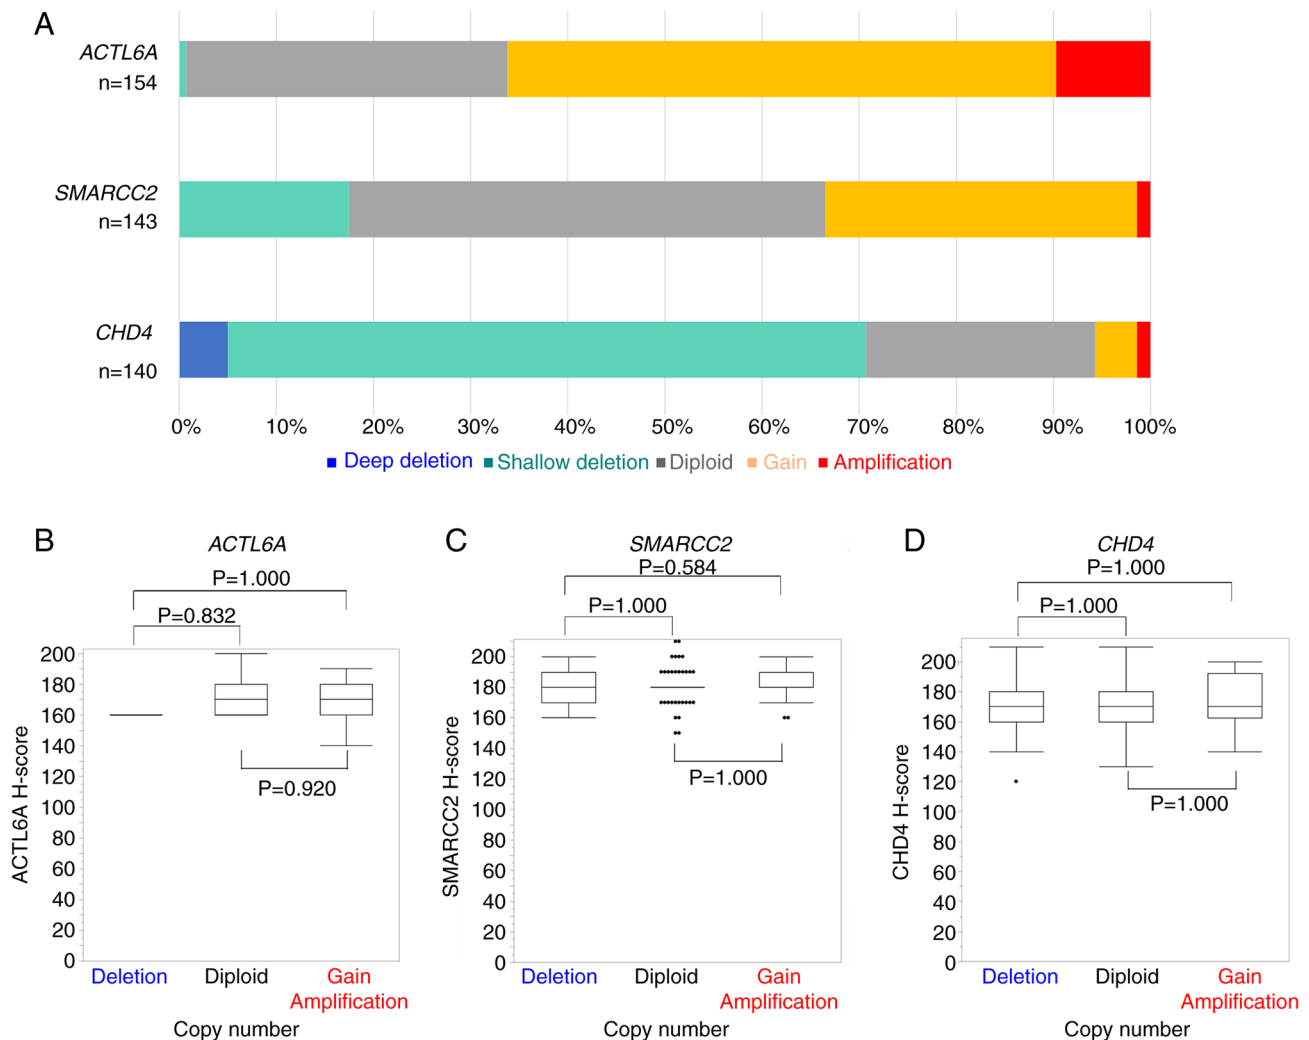 A
ACTL6A
n=154
SMARCC2
n=143
CHD4
n=140
0% 10% 20% 30% 40% 50% 60% 70% 80% 90% 100%
Deep deletion Shallow deletion Diploid Gain Amplification
B
ACTL6A
P=1.000
P=0.832
P=0.920
ACTL6A H-score
200
180
160
140
120
100
80
60
40
20
0
Deletion Diploid Gain
Amplification
Copy number
C
SMARCC2
P=0.584
P=1.000
P=1.000
SMARCC2 H-score
200
180
160
140
120
100
80
60
40
20
0
Deletion Diploid Gain
Amplification
Copy number
D
CHD4
P=1.000
P=1.000
P=1.000
CHD4 H-score
200
180
160
140
120
100
80
60
40
20
0
Deletion Diploid Gain
Amplification
Copy number